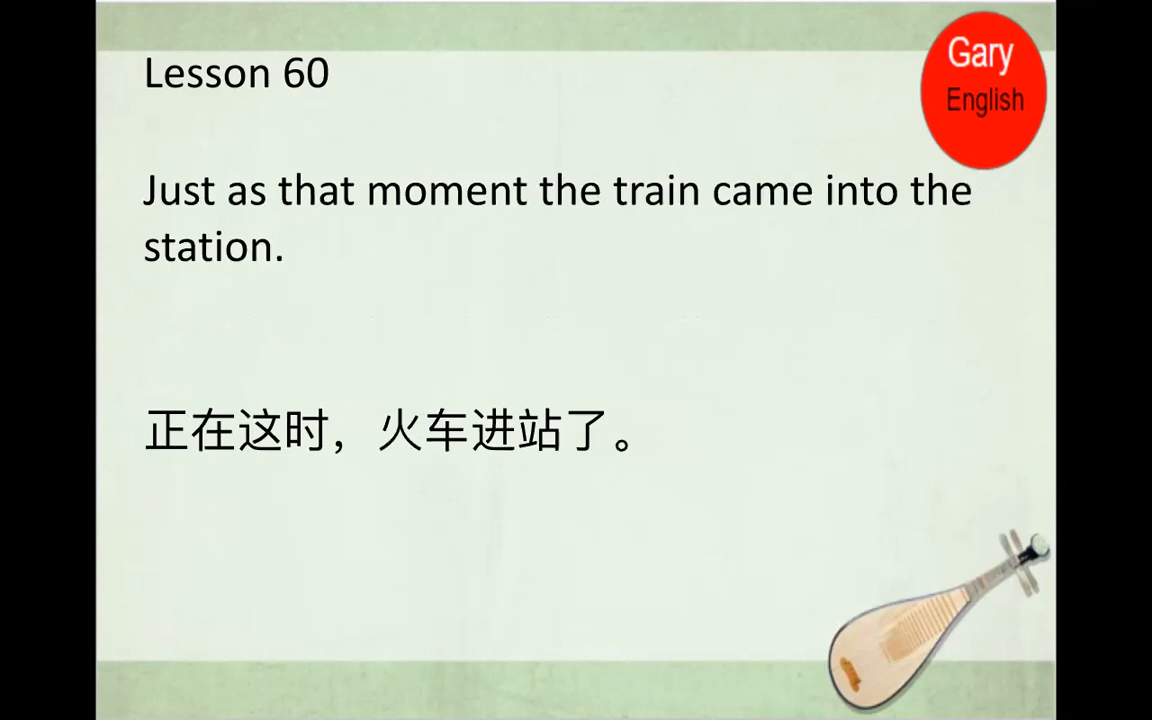 Lesson 60
Gary
English
Just as that moment the train came into the
station.
正在这时，火车进站了。